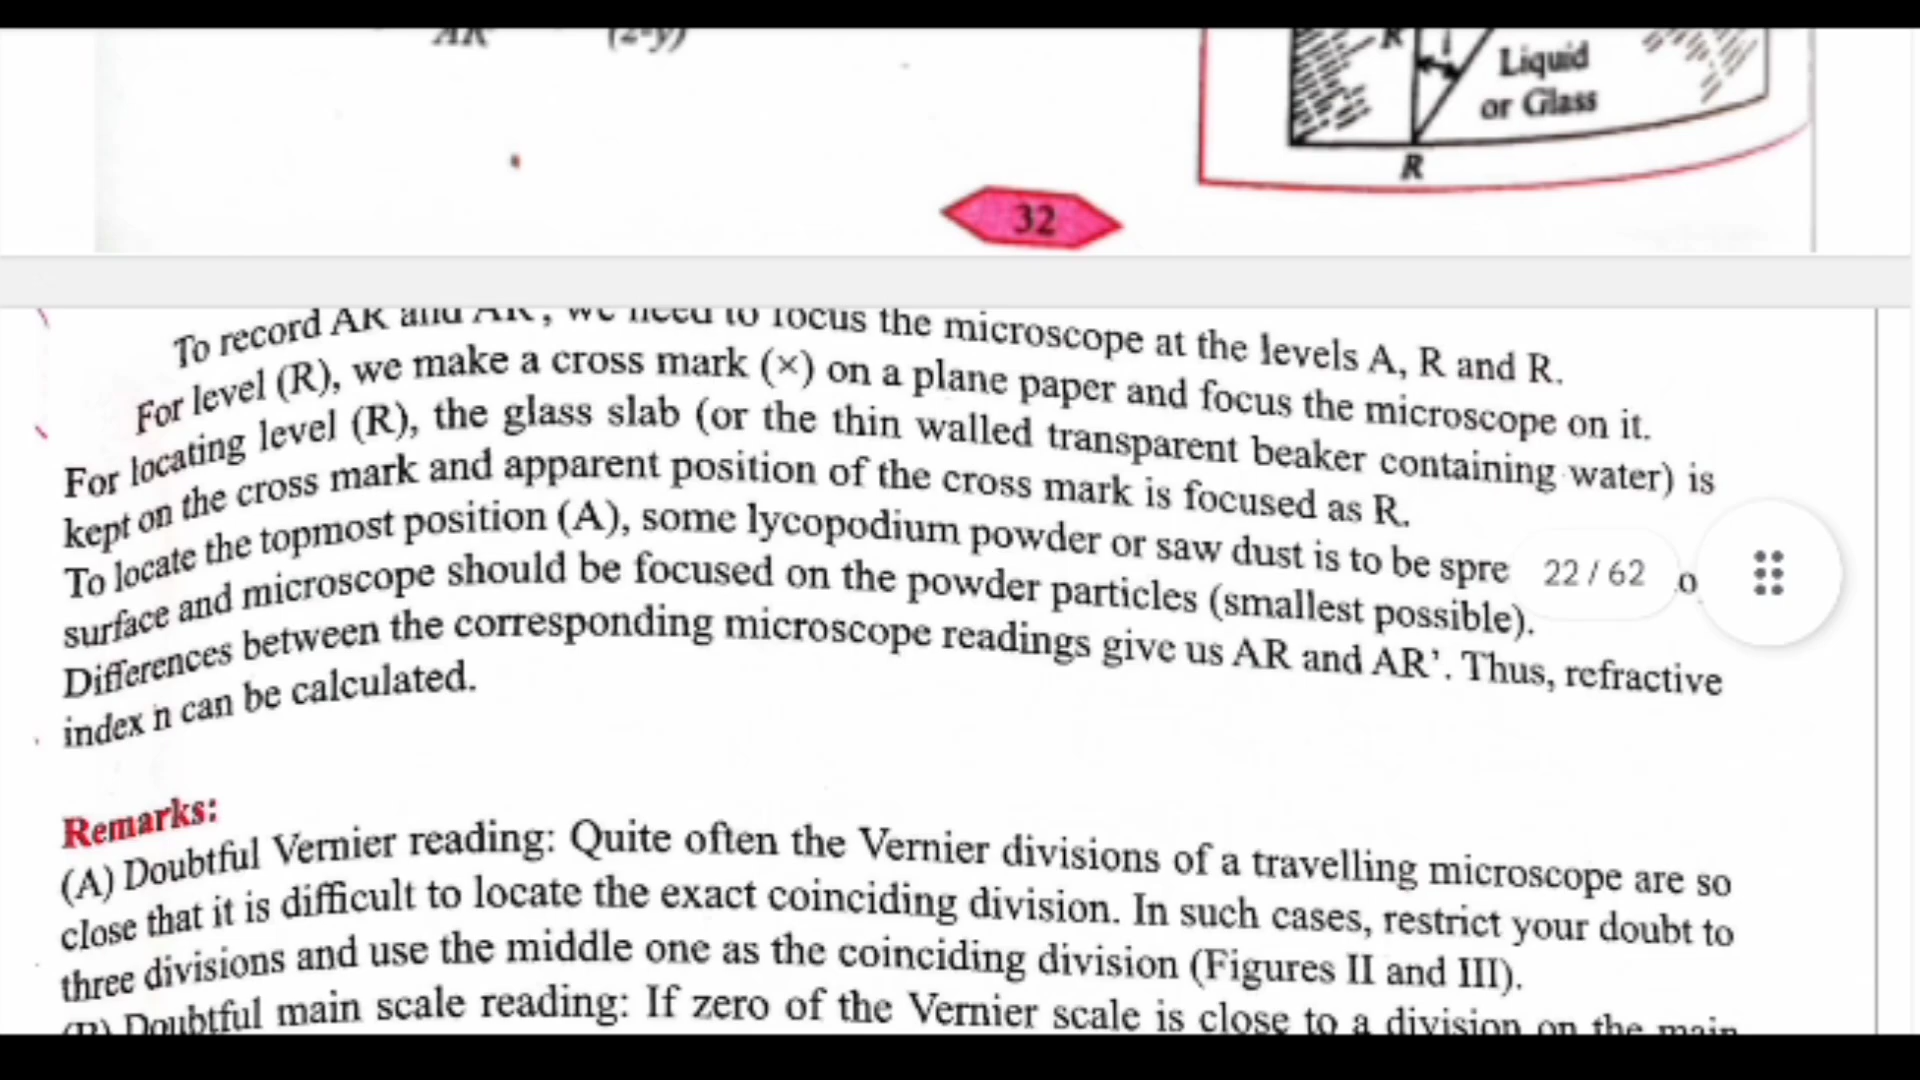 AR (z-y)
R' i
Liquid
or Glass
R
32
To record AR and AR', we need to focus the microscope at the levels A, R and R.
For level (R), we make a cross mark (×) on a plane paper and focus the microscope on it.
For locating level (R), the glass slab (or the thin walled transparent beaker containing water) is
kept on the cross mark and apparent position of the cross mark is focused as R.
To locate the topmost position (A), some lycopodium powder or saw dust is to be spre
22 / 62
surface and microscope should be focused on the powder particles (smallest possible).
Differences between the corresponding microscope readings give us AR and AR'. Thus, refractive
index n can be calculated.
Remarks:
(A) Doubtful Vernier reading: Quite often the Vernier divisions of a travelling microscope are so
close that it is difficult to locate the exact coinciding division. In such cases, restrict your doubt to
three divisions and use the middle one as the coinciding division (Figures II and III).
(B) Doubtful main scale reading: If zero of the Vernier scale is close to a division on the main